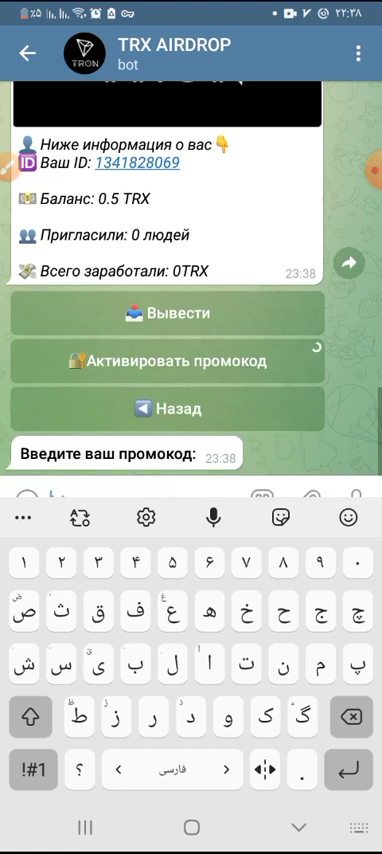 ٪۵ ۲۲:۳۸
TRX AIRDROP
bot
TRON
👤 Ниже информация о вас👇
🆔 Ваш ID: 1341828069
💵 Баланс: 0.5 TRX
👥 Пригласили: 0 людей
💸 Всего заработали: 0TRX
23:38
📤 Вывести
🔐Активировать промокод
◀️ Назад
Введите ваш промокод: 23:38
۱ ۲ ۳ ۴ ۵ ۶ ۷ ۸ ۹ ۰
ص ث ق ف ع ه خ ح ج چ
ش س ی ب ل ا ت ن م پ
ط ز ر د و ک گ
!#1 ؟ فارسی .